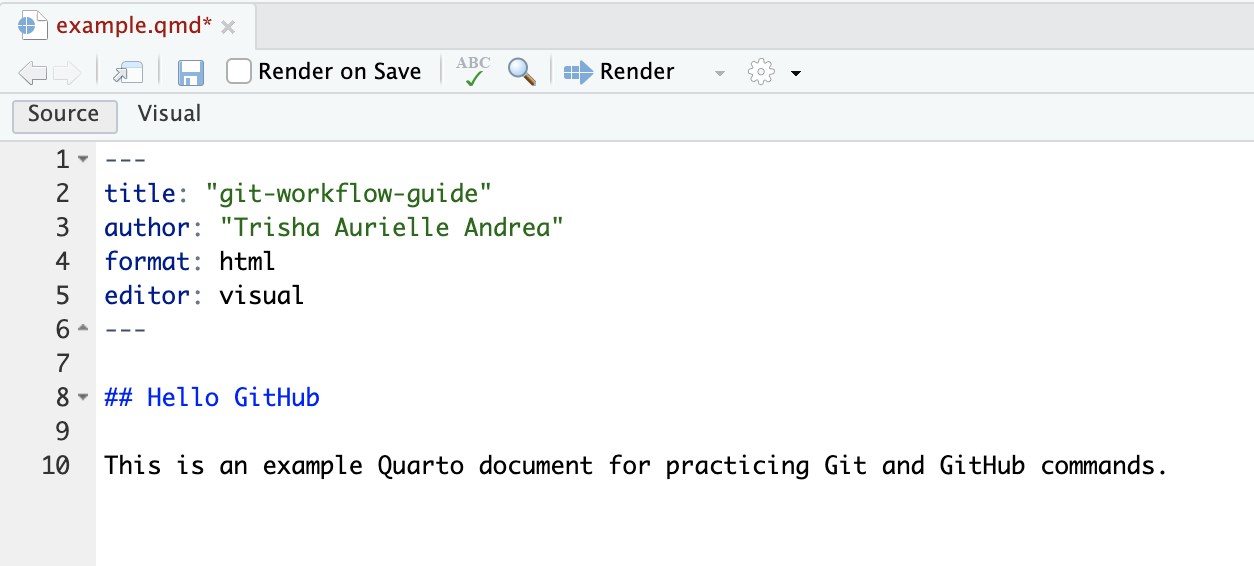 example.qmd*
Render on Save ABC Render
Source Visual
1 ---
2 title: "git-workflow-guide"
3 author: "Trisha Aurielle Andrea"
4 format: html
5 editor: visual
6 ---
7
8 ## Hello GitHub
9
10 This is an example Quarto document for practicing Git and GitHub commands.